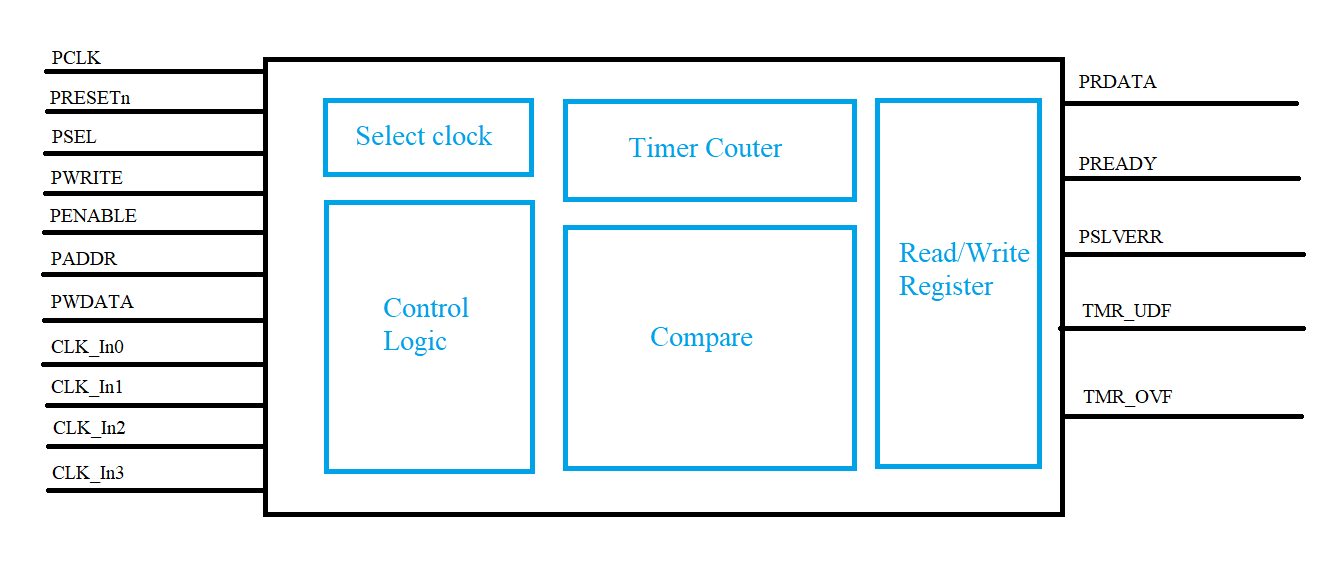 PCLK
PRESETn
PSEL
PWRITE
PENABLE
PADDR
PWDATA
CLK_In0
CLK_In1
CLK_In2
CLK_In3
Select clock
Control
Logic
Timer Couter
Compare
Read/Write
Register
PRDATA
PREADY
PSLVERR
TMR_UDF
TMR_OVF